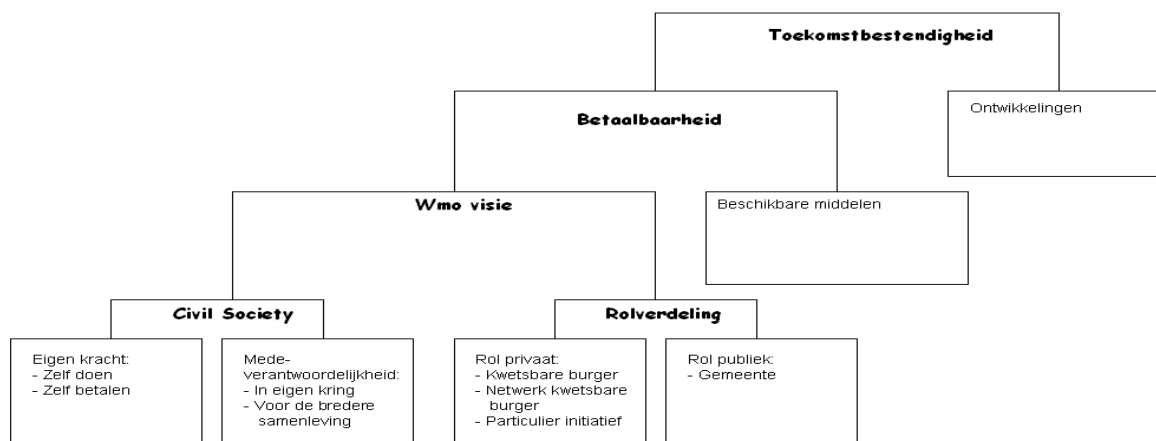 Toekomstbestendigheid
Ontwikkelingen
Betaalbaarheid
Wmo visie
Beschikbare middelen
Civil Society
Rolverdeling
Eigen kracht:
- Zelf doen
- Zelf betalen
Mede-
verantwoordelijkheid:
- In eigen kring
- Voor de bredere
samenleving
Rol privaat:
- Kwetsbare burger
- Netwerk kwetsbare
burger
- Particulier initiatief
Rol publiek:
- Gemeente